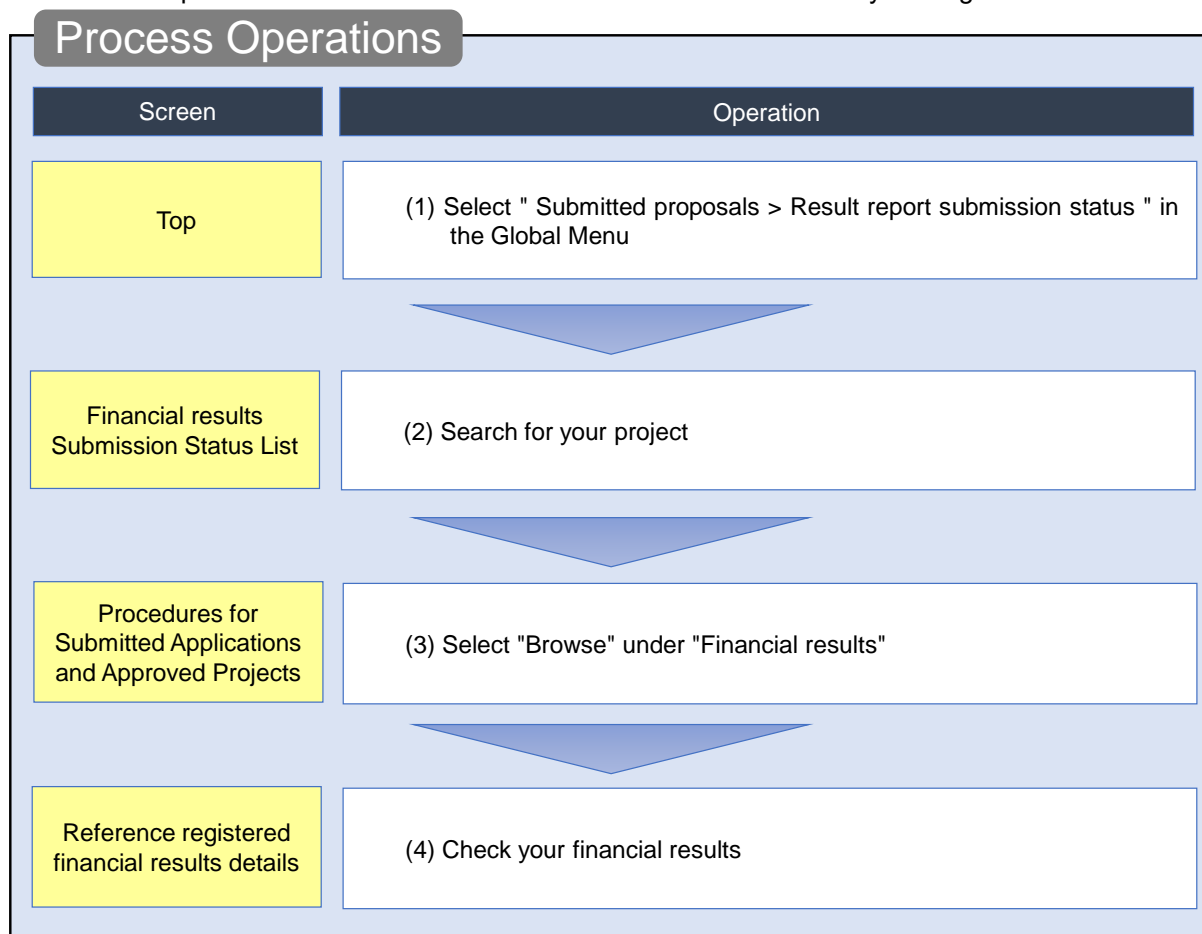 Process Operations
Screen
Operation
Top
(1) Select " Submitted proposals > Result report submission status " in
the Global Menu
Financial results
Submission Status List
(2) Search for your project
Procedures for
Submitted Applications
and Approved Projects
(3) Select "Browse" under "Financial results"
Reference registered
financial results details
(4) Check your financial results